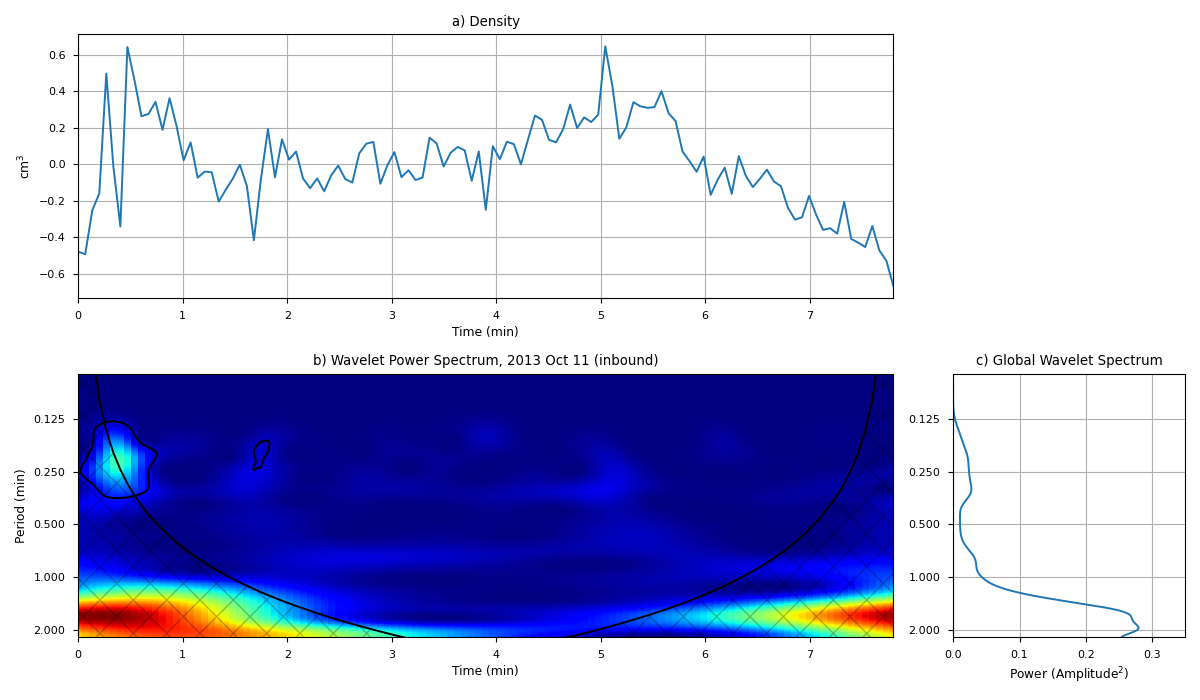 a) Density
cm³
0.6
0.4
0.2
0.0
−0.2
−0.4
−0.6
0 1 2 3 4 5 6 7
Time (min)
b) Wavelet Power Spectrum, 2013 Oct 11 (inbound)
Period (min)
0.125
0.250
0.500
1.000
2.000
0 1 2 3 4 5 6 7
Time (min)
c) Global Wavelet Spectrum
0.125
0.250
0.500
1.000
2.000
0.0 0.1 0.2 0.3
Power (Amplitude²)